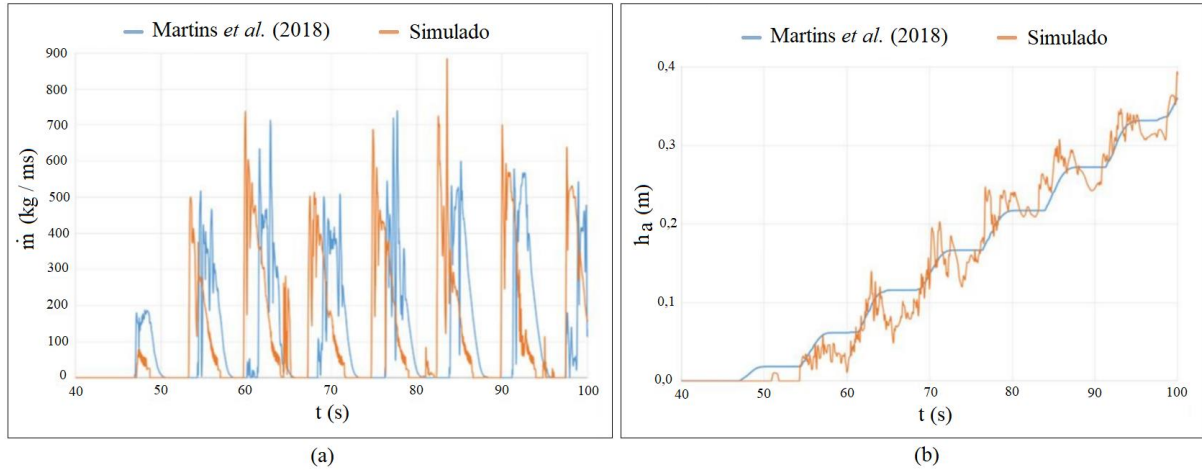 Martins et al. (2018) Simulado
900
800
700
600
500
400
300
200
100
0
ṁ (kg / ms)
40 50 60 70 80 90 100
t (s)
(a)
Martins et al. (2018) Simulado
0,4
0,3
0,2
0,1
0,0
ha (m)
40 50 60 70 80 90 100
t (s)
(b)